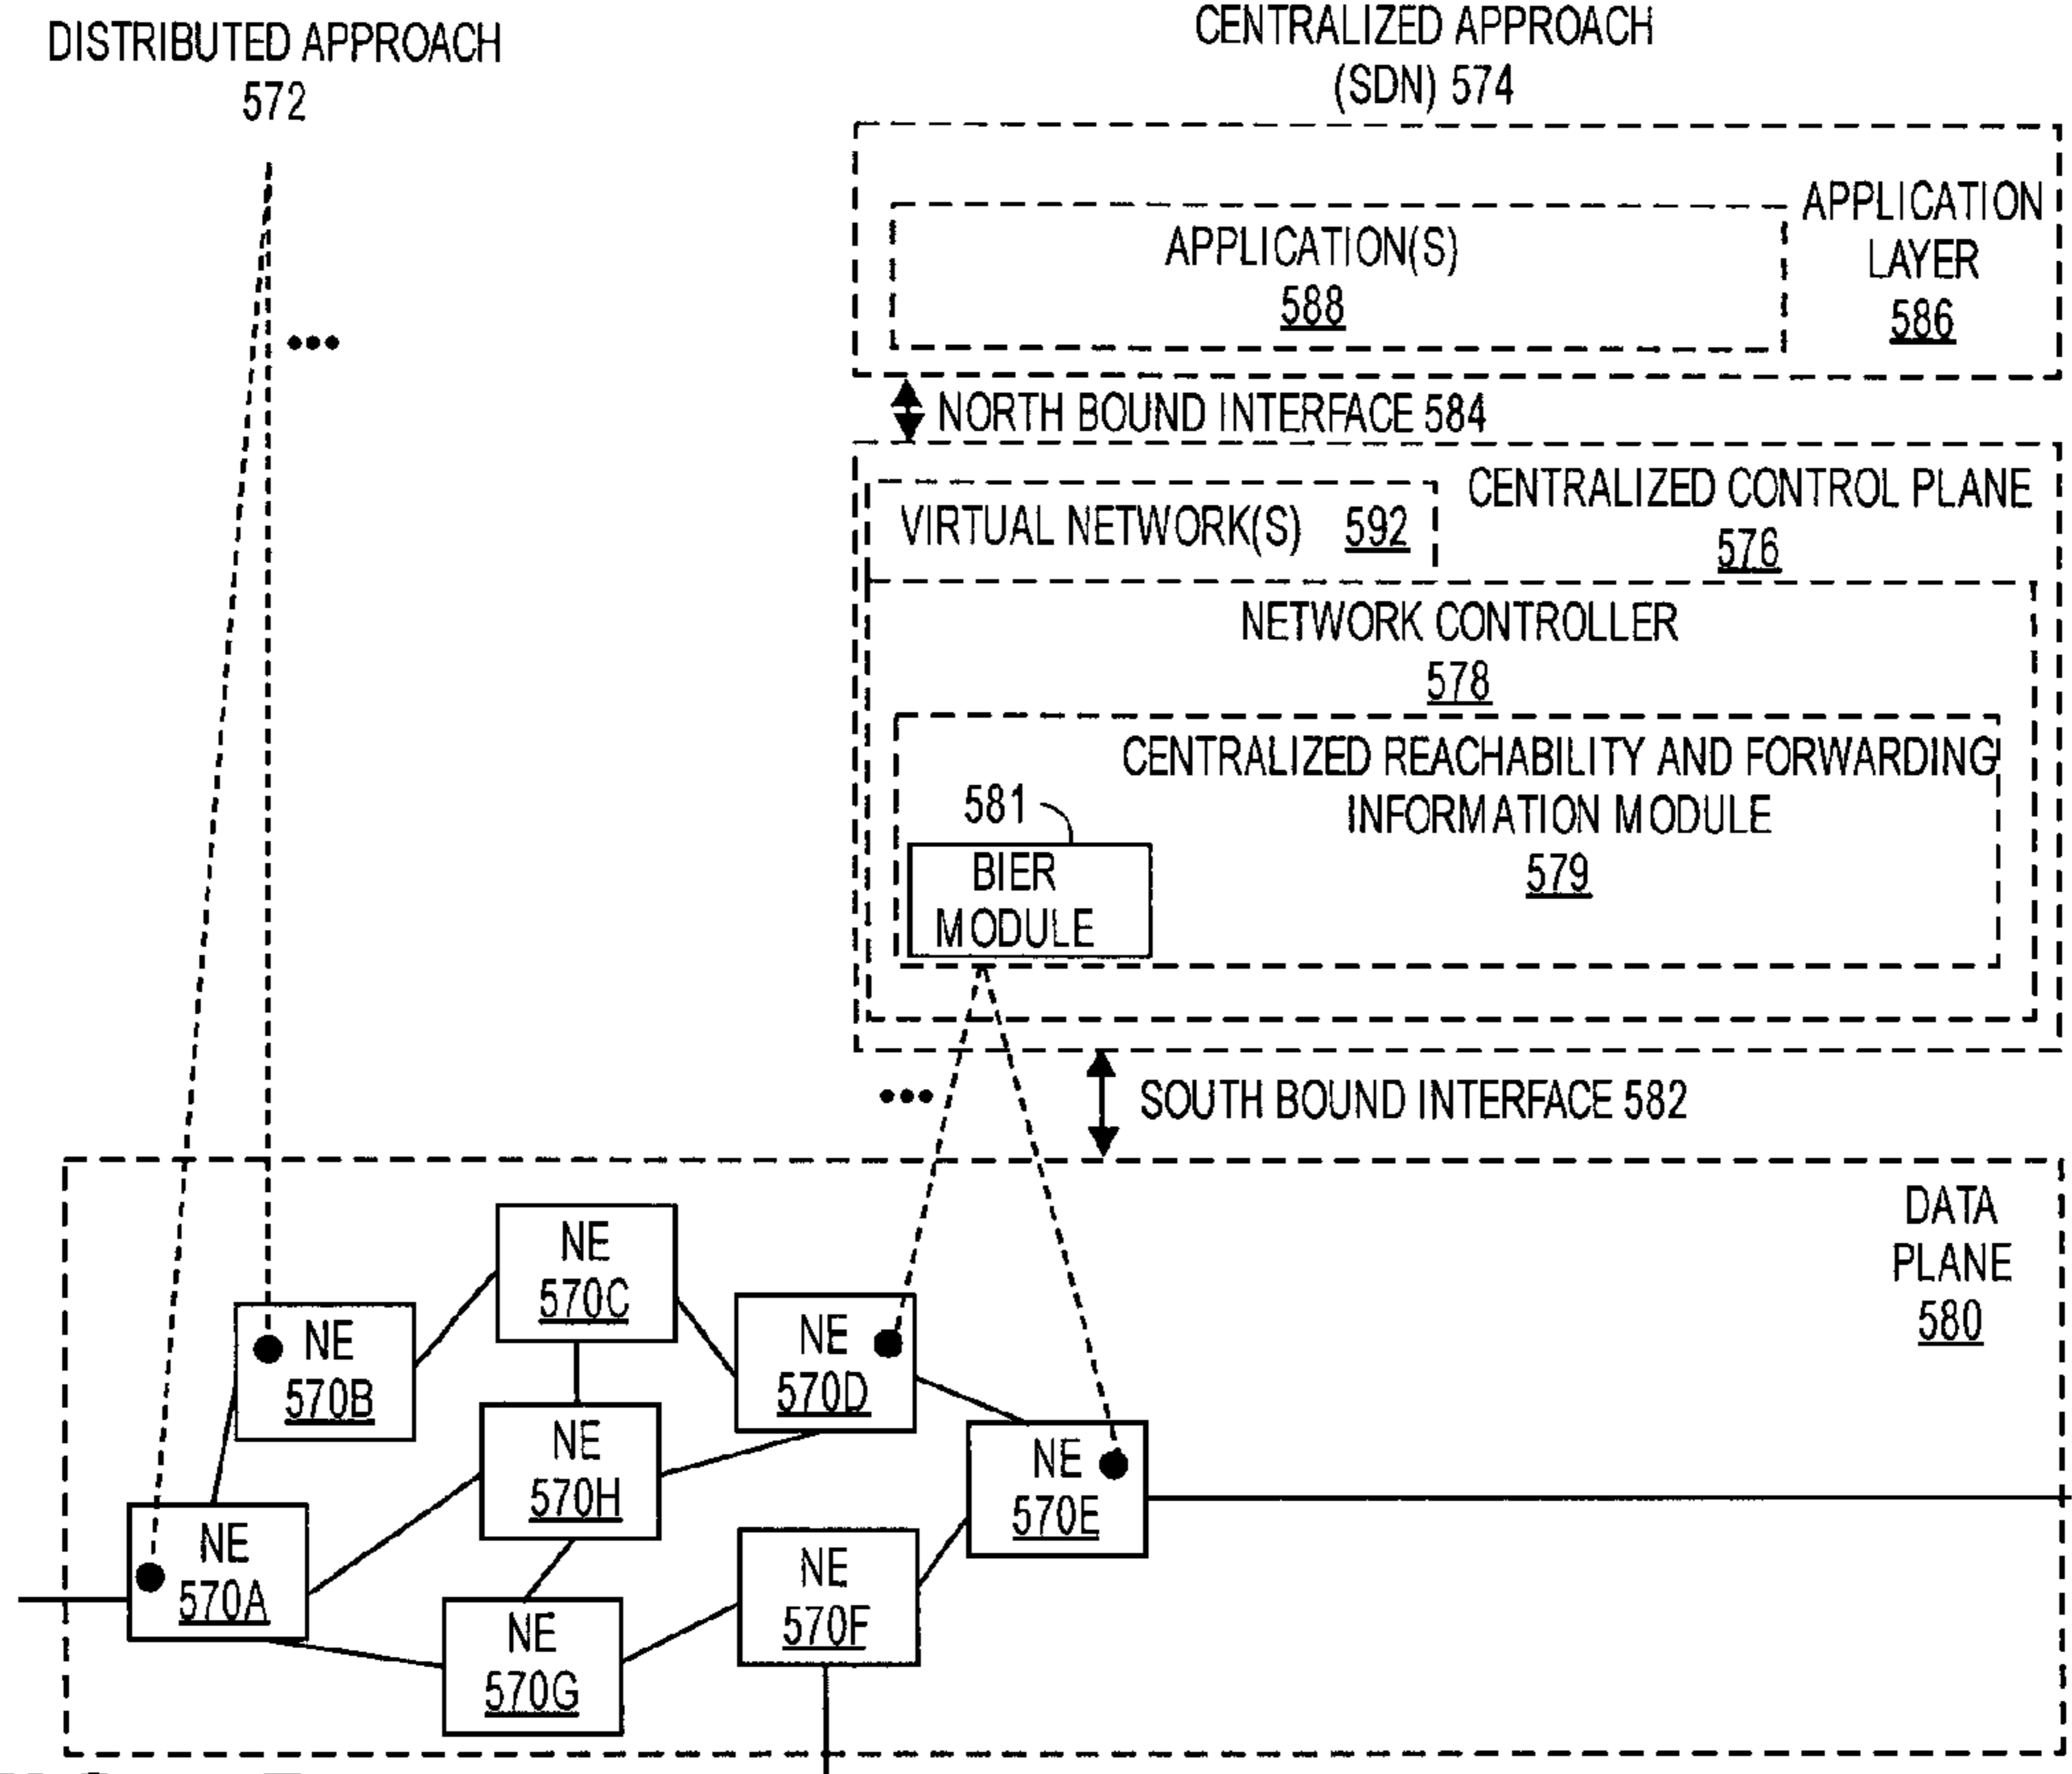 DISTRIBUTED APPROACH
572
CENTRALIZED APPROACH
(SDN) 574
APPLICATION(S)
588
APPLICATION
LAYER
586
NORTH BOUND INTERFACE 584
VIRTUAL NETWORK(S) 592
CENTRALIZED CONTROL PLANE
576
NETWORK CONTROLLER
578
CENTRALIZED REACHABILITY AND FORWARDING
INFORMATION MODULE
579
581
BIER
MODULE
SOUTH BOUND INTERFACE 582
DATA
PLANE
580
NE
570C
NE
570B
NE
570D
NE
570H
NE
570E
NE
570A
NE
570F
NE
570G